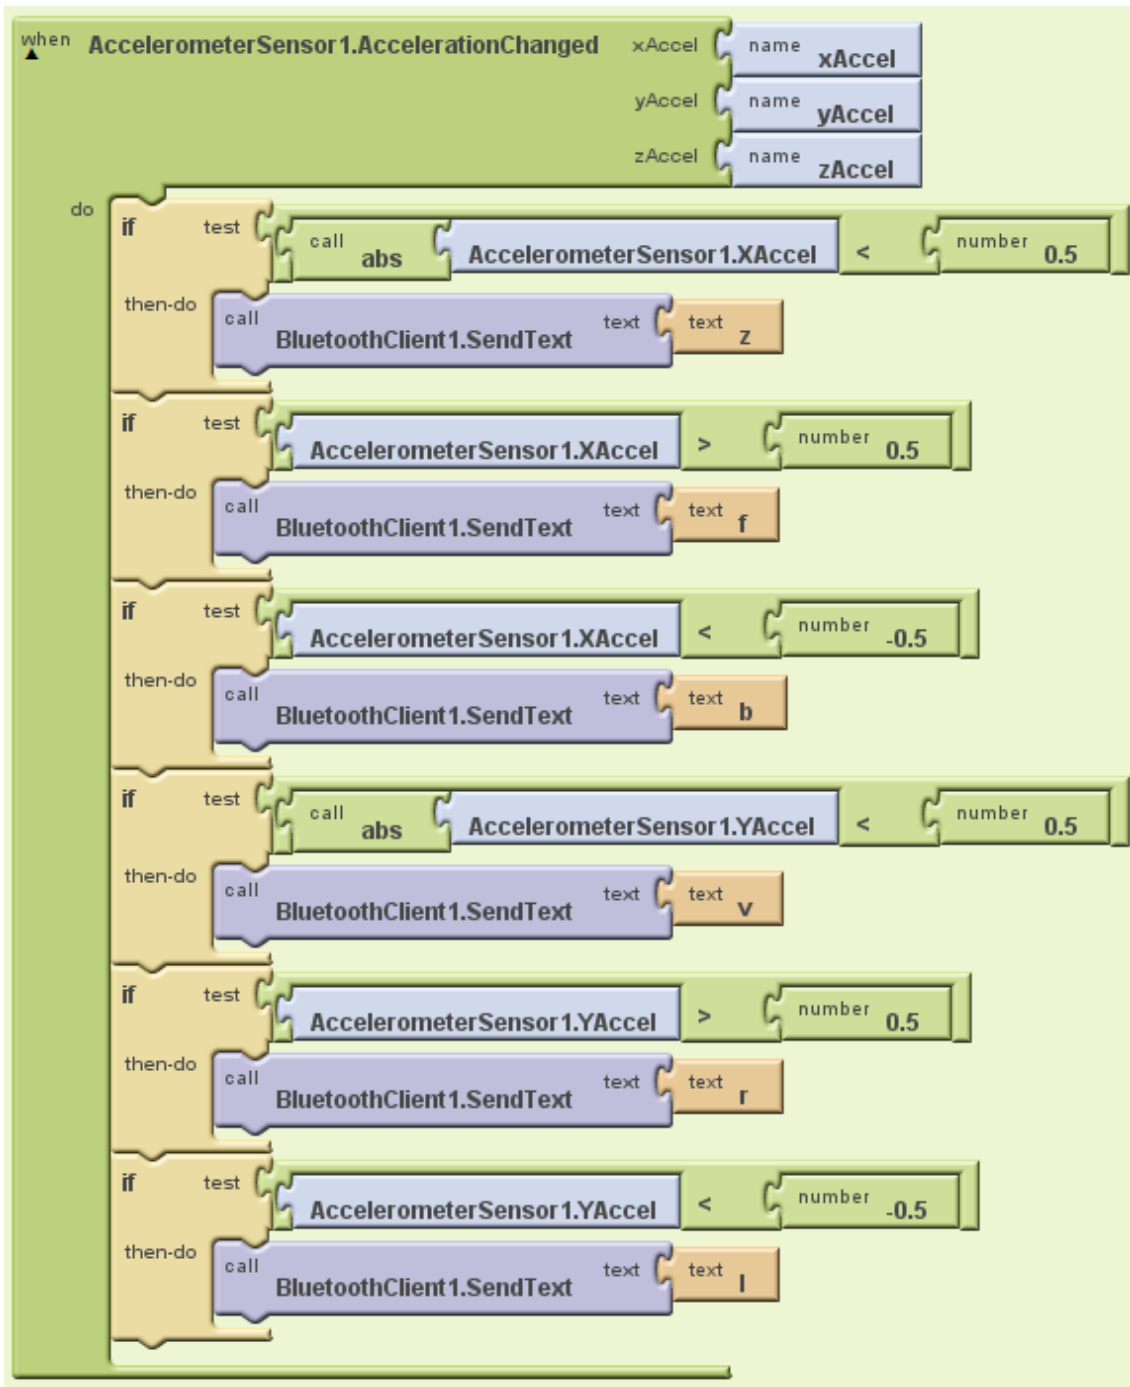 when AccelerometerSensor1.AccelerationChanged xAccel name xAccel
yAccel name yAccel
zAccel name zAccel
do if test call abs AccelerometerSensor1.XAccel < number 0.5
then-do call BluetoothClient1.SendText text text z
if test AccelerometerSensor1.XAccel > number 0.5
then-do call BluetoothClient1.SendText text text f
if test AccelerometerSensor1.XAccel < number -0.5
then-do call BluetoothClient1.SendText text text b
if test call abs AccelerometerSensor1.YAccel < number 0.5
then-do call BluetoothClient1.SendText text text v
if test AccelerometerSensor1.YAccel > number 0.5
then-do call BluetoothClient1.SendText text text r
if test AccelerometerSensor1.YAccel < number -0.5
then-do call BluetoothClient1.SendText text text l